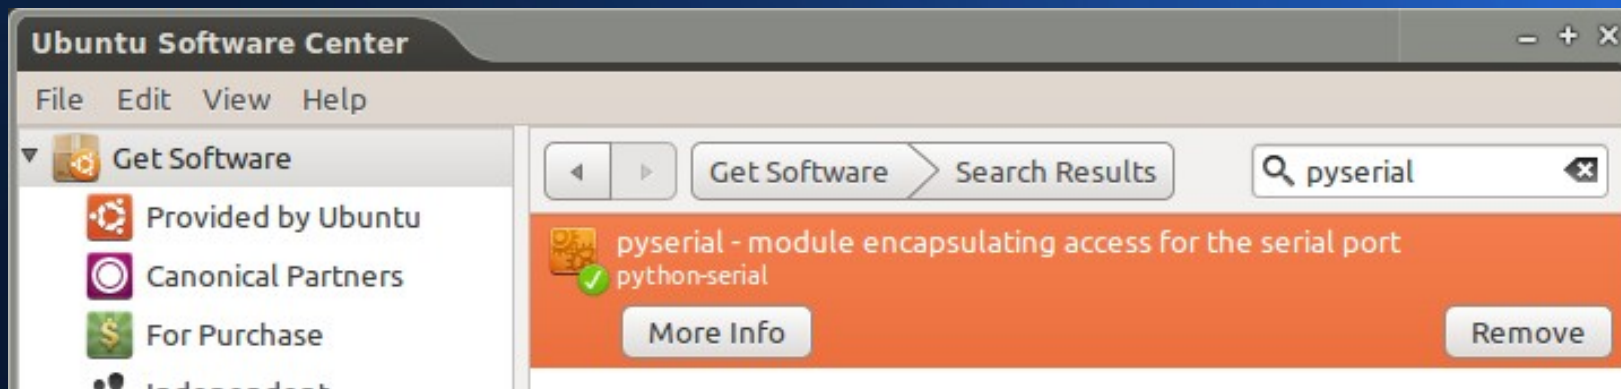 Ubuntu Software Center
File Edit View Help
Get Software
Provided by Ubuntu
Canonical Partners
For Purchase
Independent
Get Software Search Results
pyserial
pyserial - module encapsulating access for the serial port
python-serial
More Info
Remove